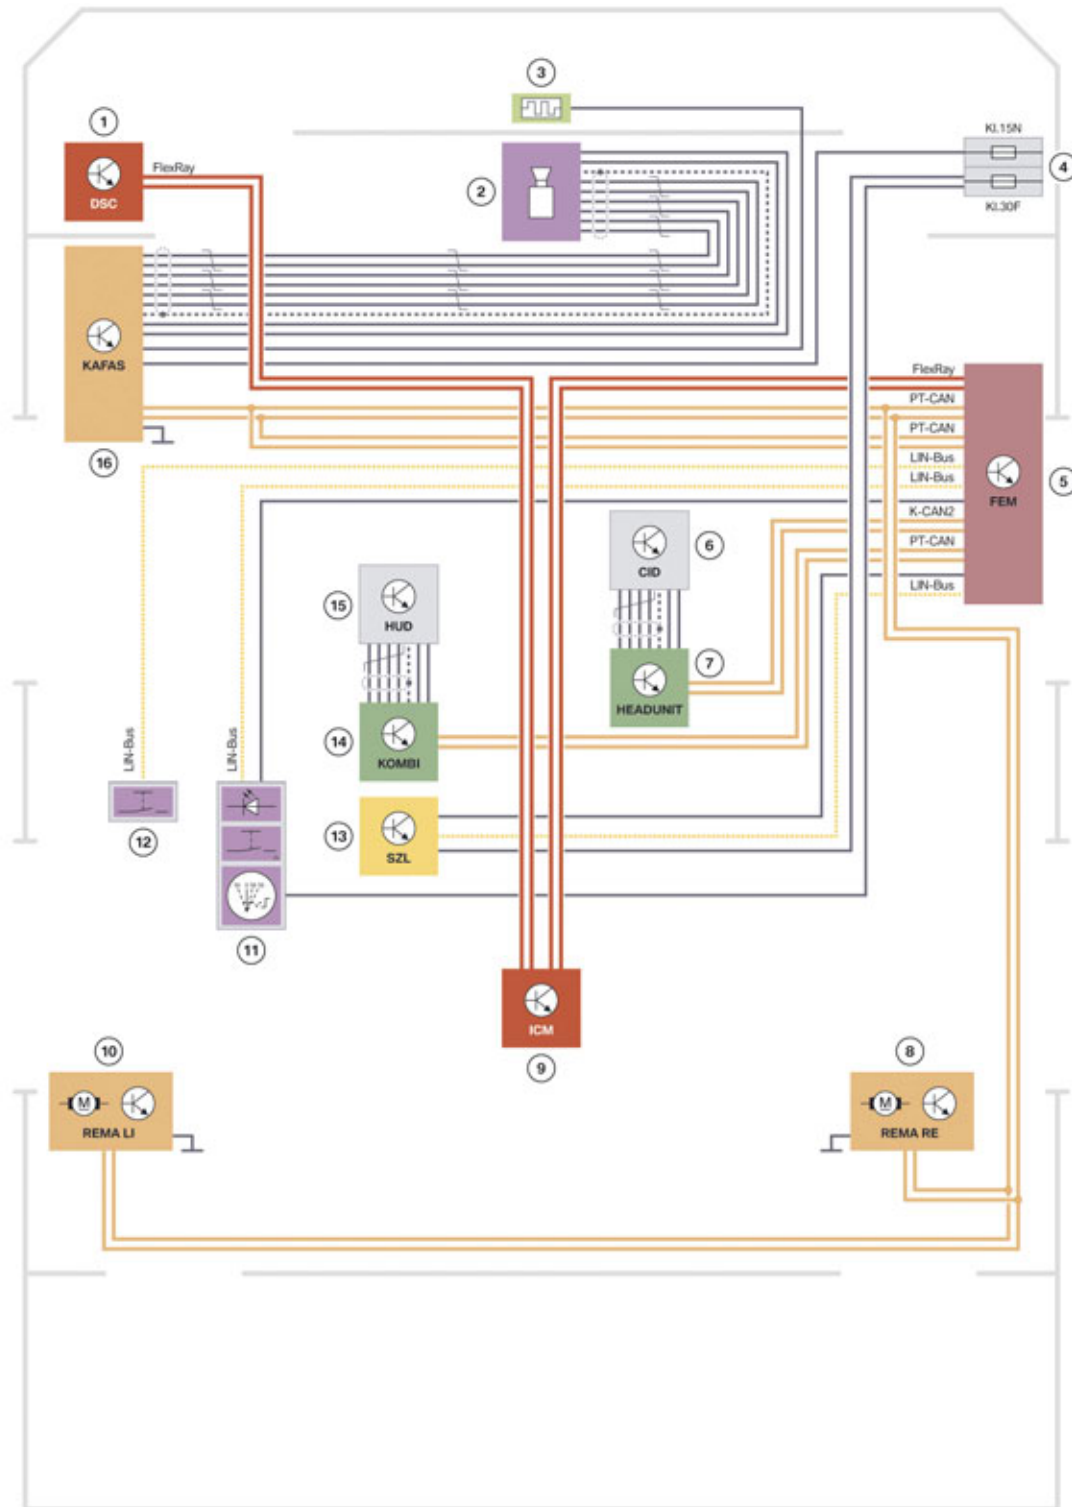 3
1
Kl.15N
FlexRay
2
4
DSC
Kl.30F
KAFAS
FlexRay
PT-CAN
PT-CAN
16
LIN-Bus
LIN-Bus
5
FEM
K-CAN2
PT-CAN
6
CID
LIN-Bus
15
HUD
7
HEADUNIT
LIN-Bus
LIN-Bus
14
KOMBI
12
13
SZL
11
ICM
10
9
8
M
REMA LI
M
REMA RE